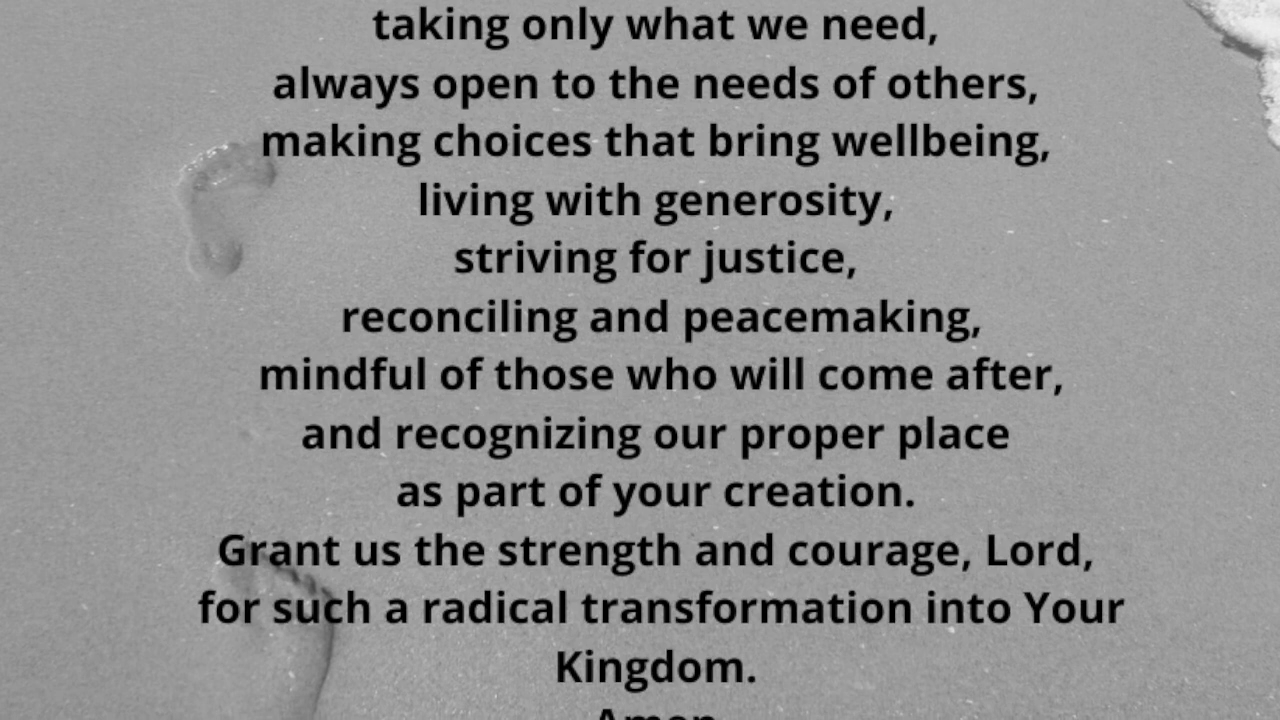 taking only what we need,
always open to the needs of others,
making choices that bring wellbeing,
living with generosity,
striving for justice,
reconciling and peacemaking,
mindful of those who will come after,
and recognizing our proper place
as part of your creation.
Grant us the strength and courage, Lord,
for such a radical transformation into Your
Kingdom.
Amen